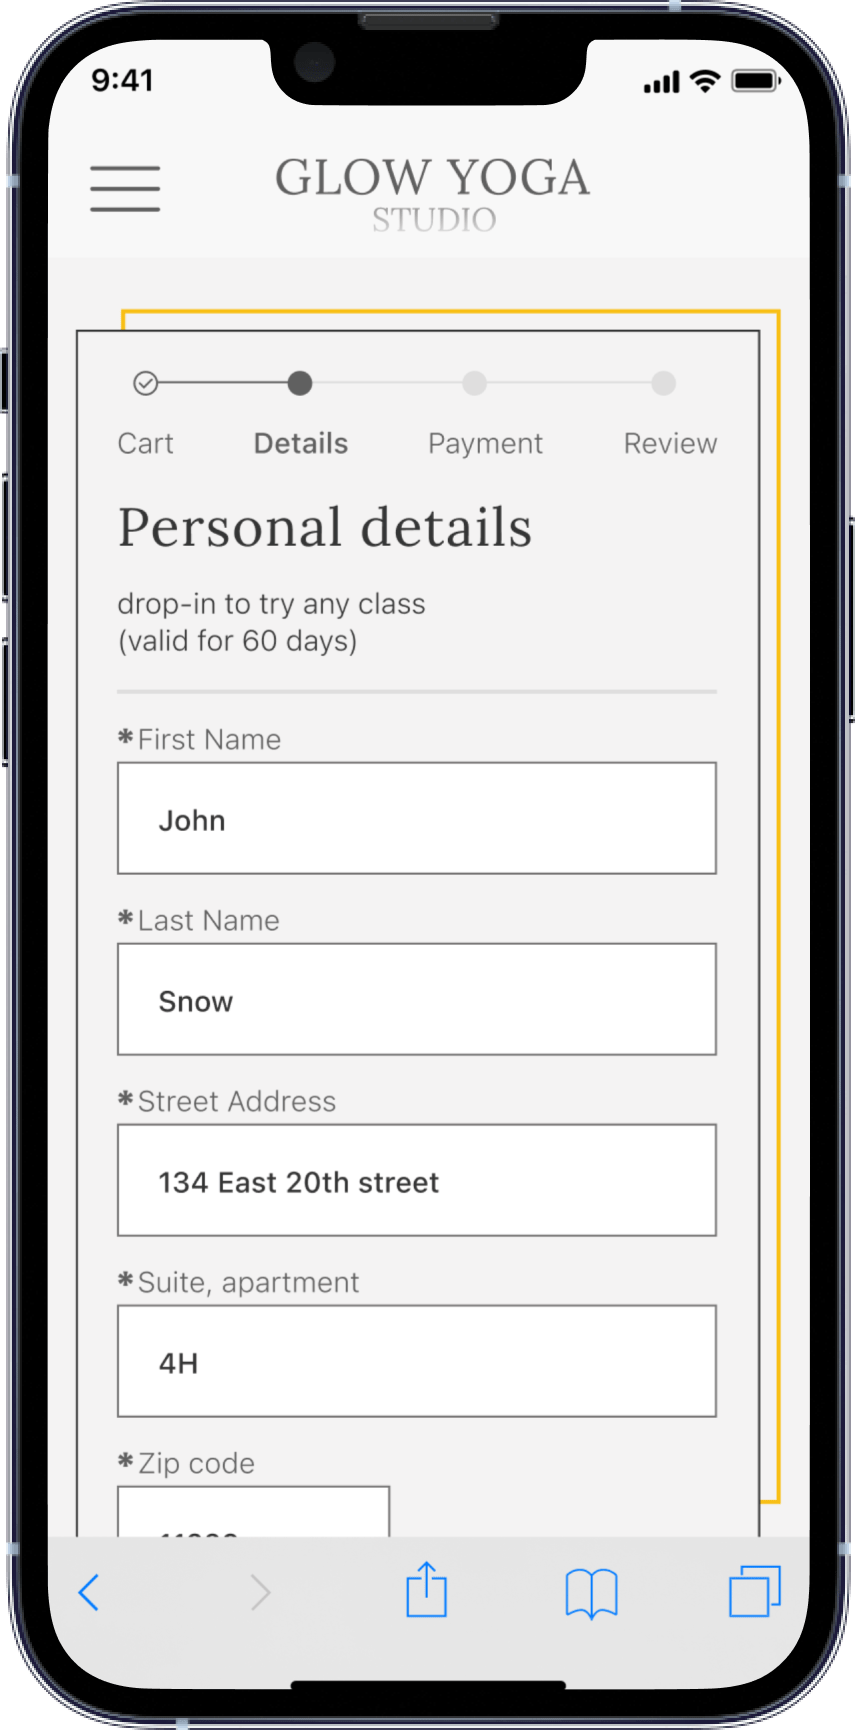 9:41
GLOW YOGA
STUDIO
Cart Details Payment Review
Personal details
drop-in to try any class
(valid for 60 days)
*First Name
John
*Last Name
Snow
*Street Address
134 East 20th street
*Suite, apartment
4H
*Zip code